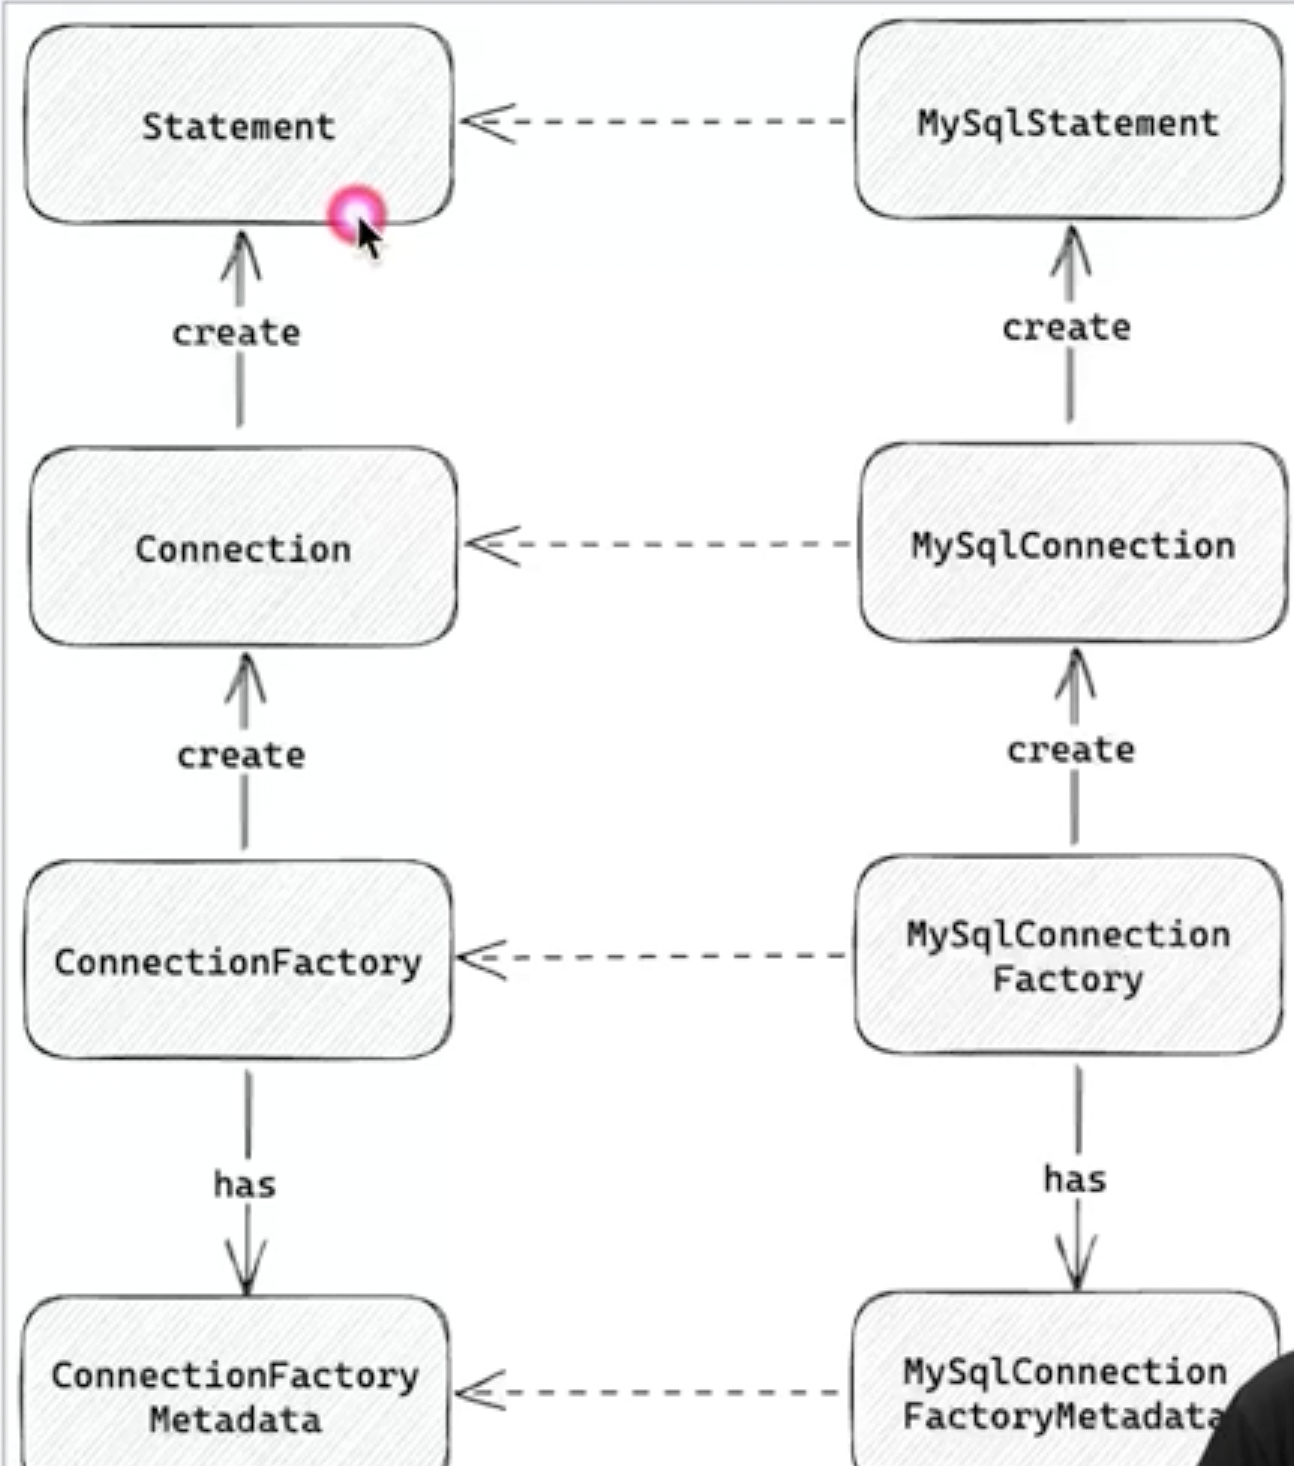 Statement
MySqlStatement
create
create
Connection
MySqlConnection
create
create
ConnectionFactory
MySqlConnection
Factory
has
has
ConnectionFactory
Metadata
MySqlConnection
FactoryMetadata